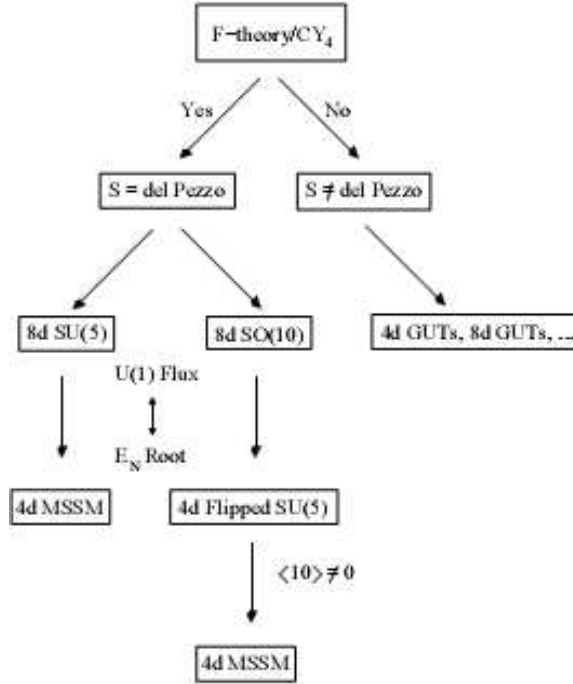 F-theory/CY₄
Yes
No
S = del Pezzo
S ≠ del Pezzo
8d SU(5)
8d SO(10)
4d GUTs, 8d GUTs, ...
U(1) Flux
E_N Root
4d MSSM
4d Flipped SU(5)
⟨10⟩ ≠ 0
4d MSSM